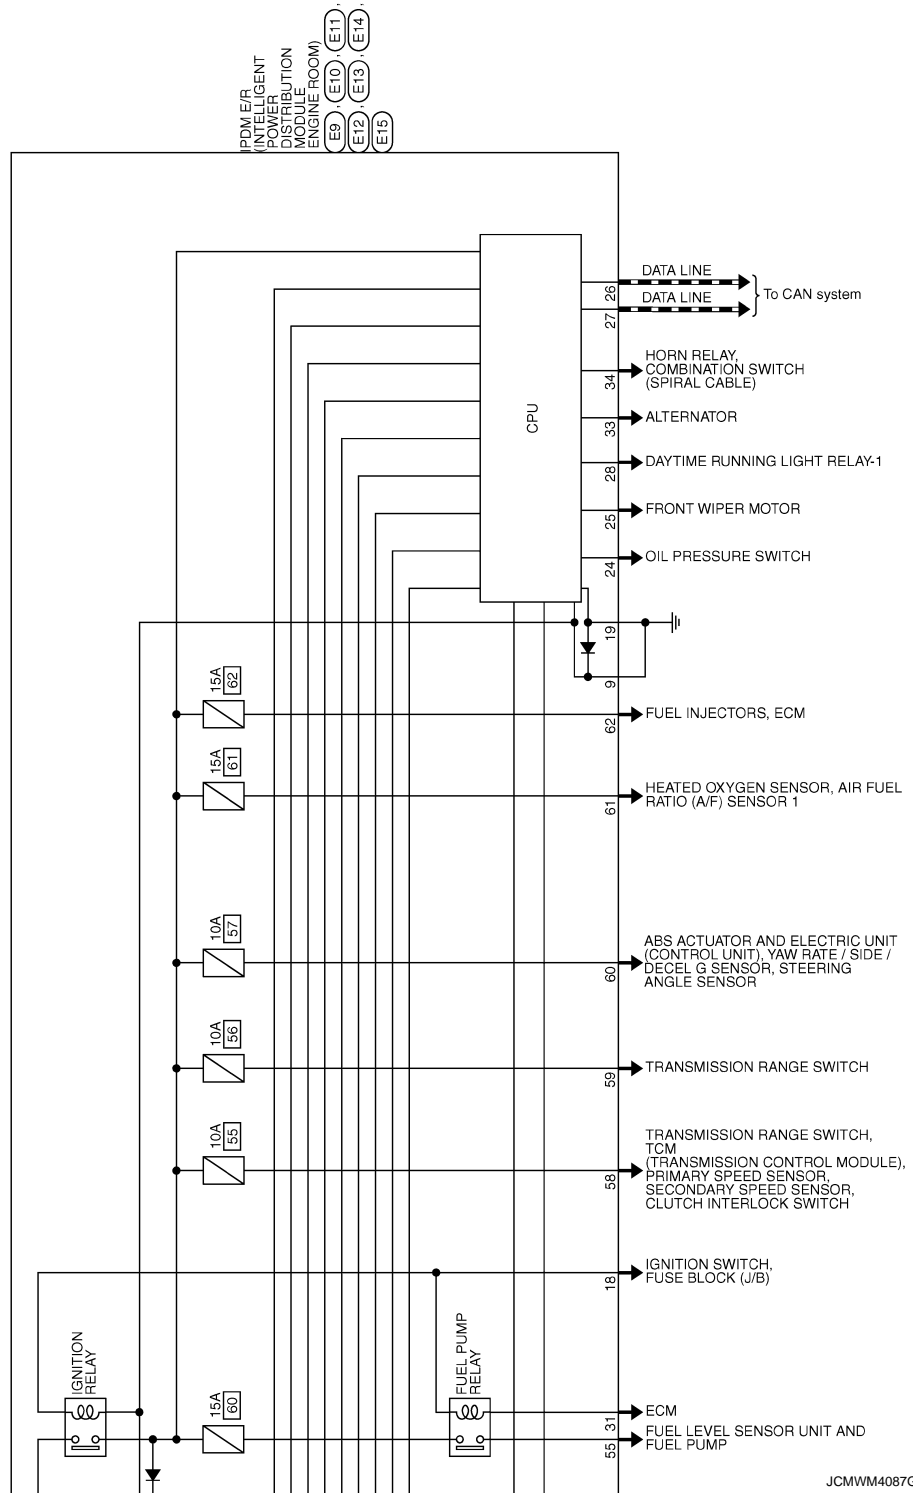 IPDM E/R
(INTELLIGENT
POWER
DISTRIBUTION
MODULE
ENGINE ROOM)
E9 , E10 , E11 ,
E12 , E13 , E14 ,
E15
CPU
26
DATA LINE
27
DATA LINE
To CAN system
34
HORN RELAY,
COMBINATION SWITCH
(SPIRAL CABLE)
33
ALTERNATOR
28
DAYTIME RUNNING LIGHT RELAY-1
25
FRONT WIPER MOTOR
24
OIL PRESSURE SWITCH
19
9
15A
62
62
FUEL INJECTORS, ECM
15A
61
61
HEATED OXYGEN SENSOR, AIR FUEL
RATIO (A/F) SENSOR 1
10A
57
60
ABS ACTUATOR AND ELECTRIC UNIT
(CONTROL UNIT), YAW RATE / SIDE /
DECEL G SENSOR, STEERING
ANGLE SENSOR
10A
56
59
TRANSMISSION RANGE SWITCH
10A
55
58
TRANSMISSION RANGE SWITCH,
TCM
(TRANSMISSION CONTROL MODULE),
PRIMARY SPEED SENSOR,
SECONDARY SPEED SENSOR,
CLUTCH INTERLOCK SWITCH
18
IGNITION SWITCH,
FUSE BLOCK (J/B)
IGNITION
RELAY
15A
60
FUEL PUMP
RELAY
31
ECM
55
FUEL LEVEL SENSOR UNIT AND
FUEL PUMP
JCMWM4087G